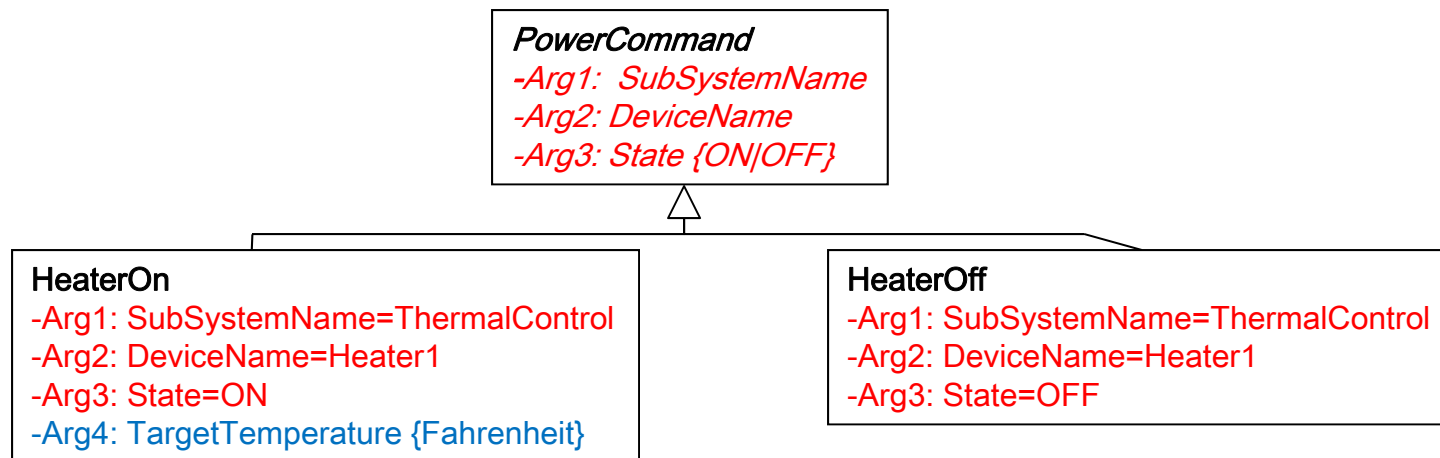 PowerCommand
-Arg1: SubSystemName
-Arg2: DeviceName
-Arg3: State {ON|OFF}
HeaterOn
-Arg1: SubSystemName=ThermalControl
-Arg2: DeviceName=Heater1
-Arg3: State=ON
-Arg4: TargetTemperature {Fahrenheit}
HeaterOff
-Arg1: SubSystemName=ThermalControl
-Arg2: DeviceName=Heater1
-Arg3: State=OFF